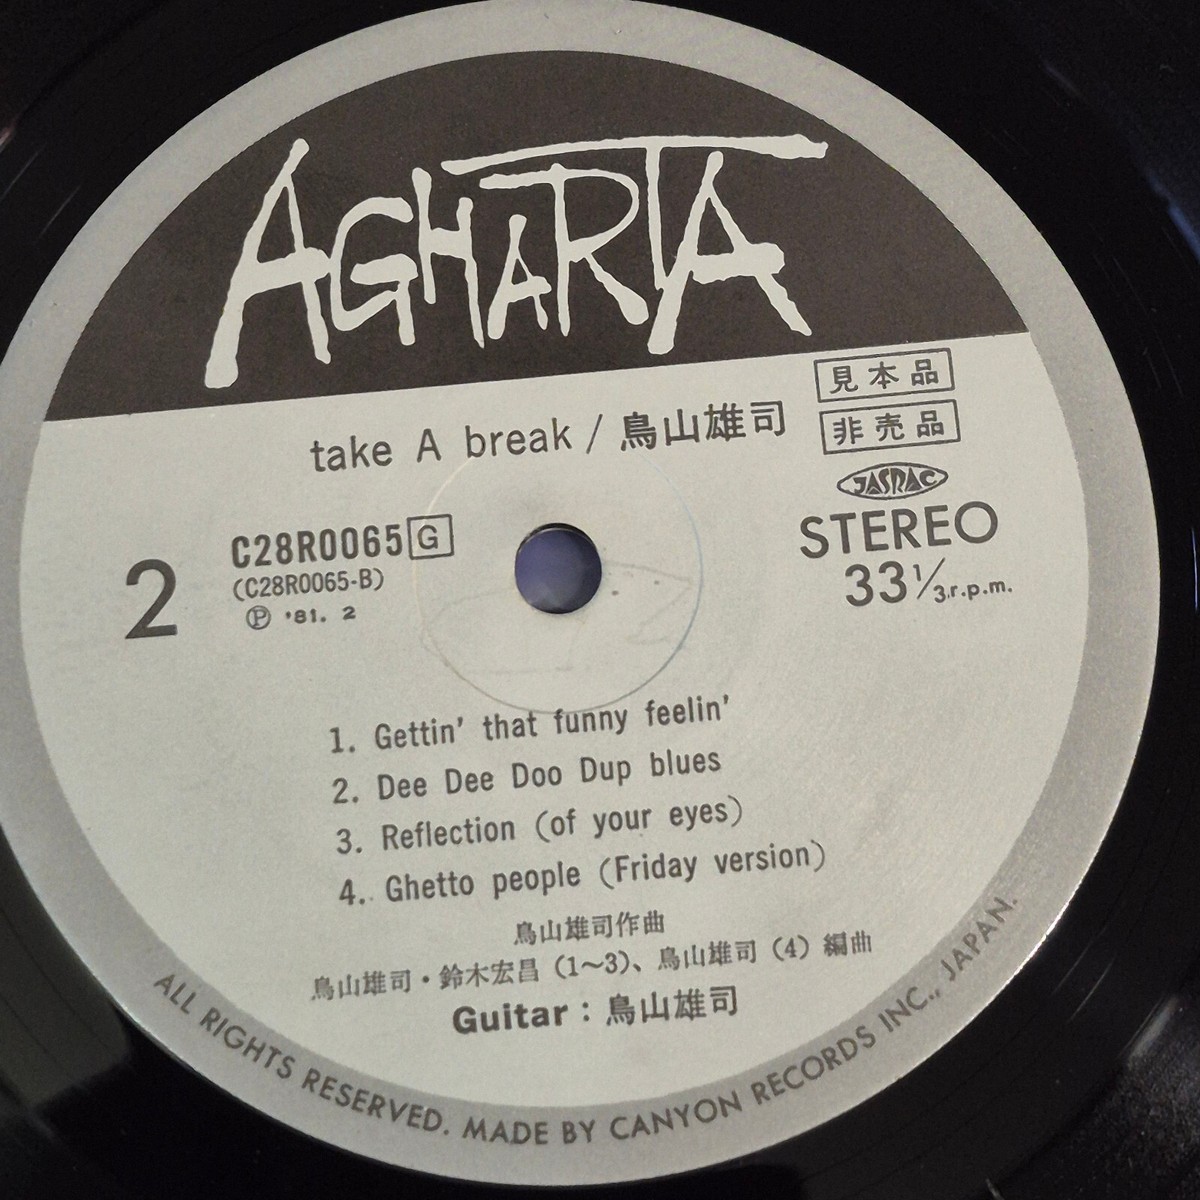 AGHARTA
take A break / 鳥山雄司
見本品
非売品
JASRAC
C28R0065 G
(C28R0065-B)
Ⓟ '81. 2
2
STEREO
33 1/3 r.p.m.
1. Gettin' that funny feelin'
2. Dee Dee Doo Dup blues
3. Reflection (of your eyes)
4. Ghetto people (Friday version)
鳥山雄司作曲
鳥山雄司・鈴木宏昌(1〜3)、鳥山雄司(4)編曲
Guitar : 鳥山雄司
ALL RIGHTS RESERVED. MADE BY CANYON RECORDS INC., JAPAN.